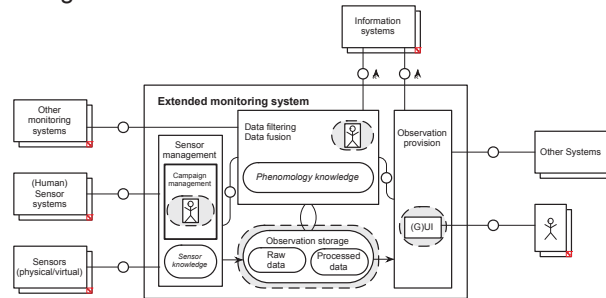 Information
systems
Extended monitoring system
Other
monitoring
systems
Sensor
management
Campaign
management
Data filtering
Data fusion
Phenomology knowledge
Observation
provision
Other Systems
(Human)
Sensor
systems
(G)UI
Sensors
(physical/virtual)
Sensor
knowledge
Observation storage
Raw
data
Processed
data